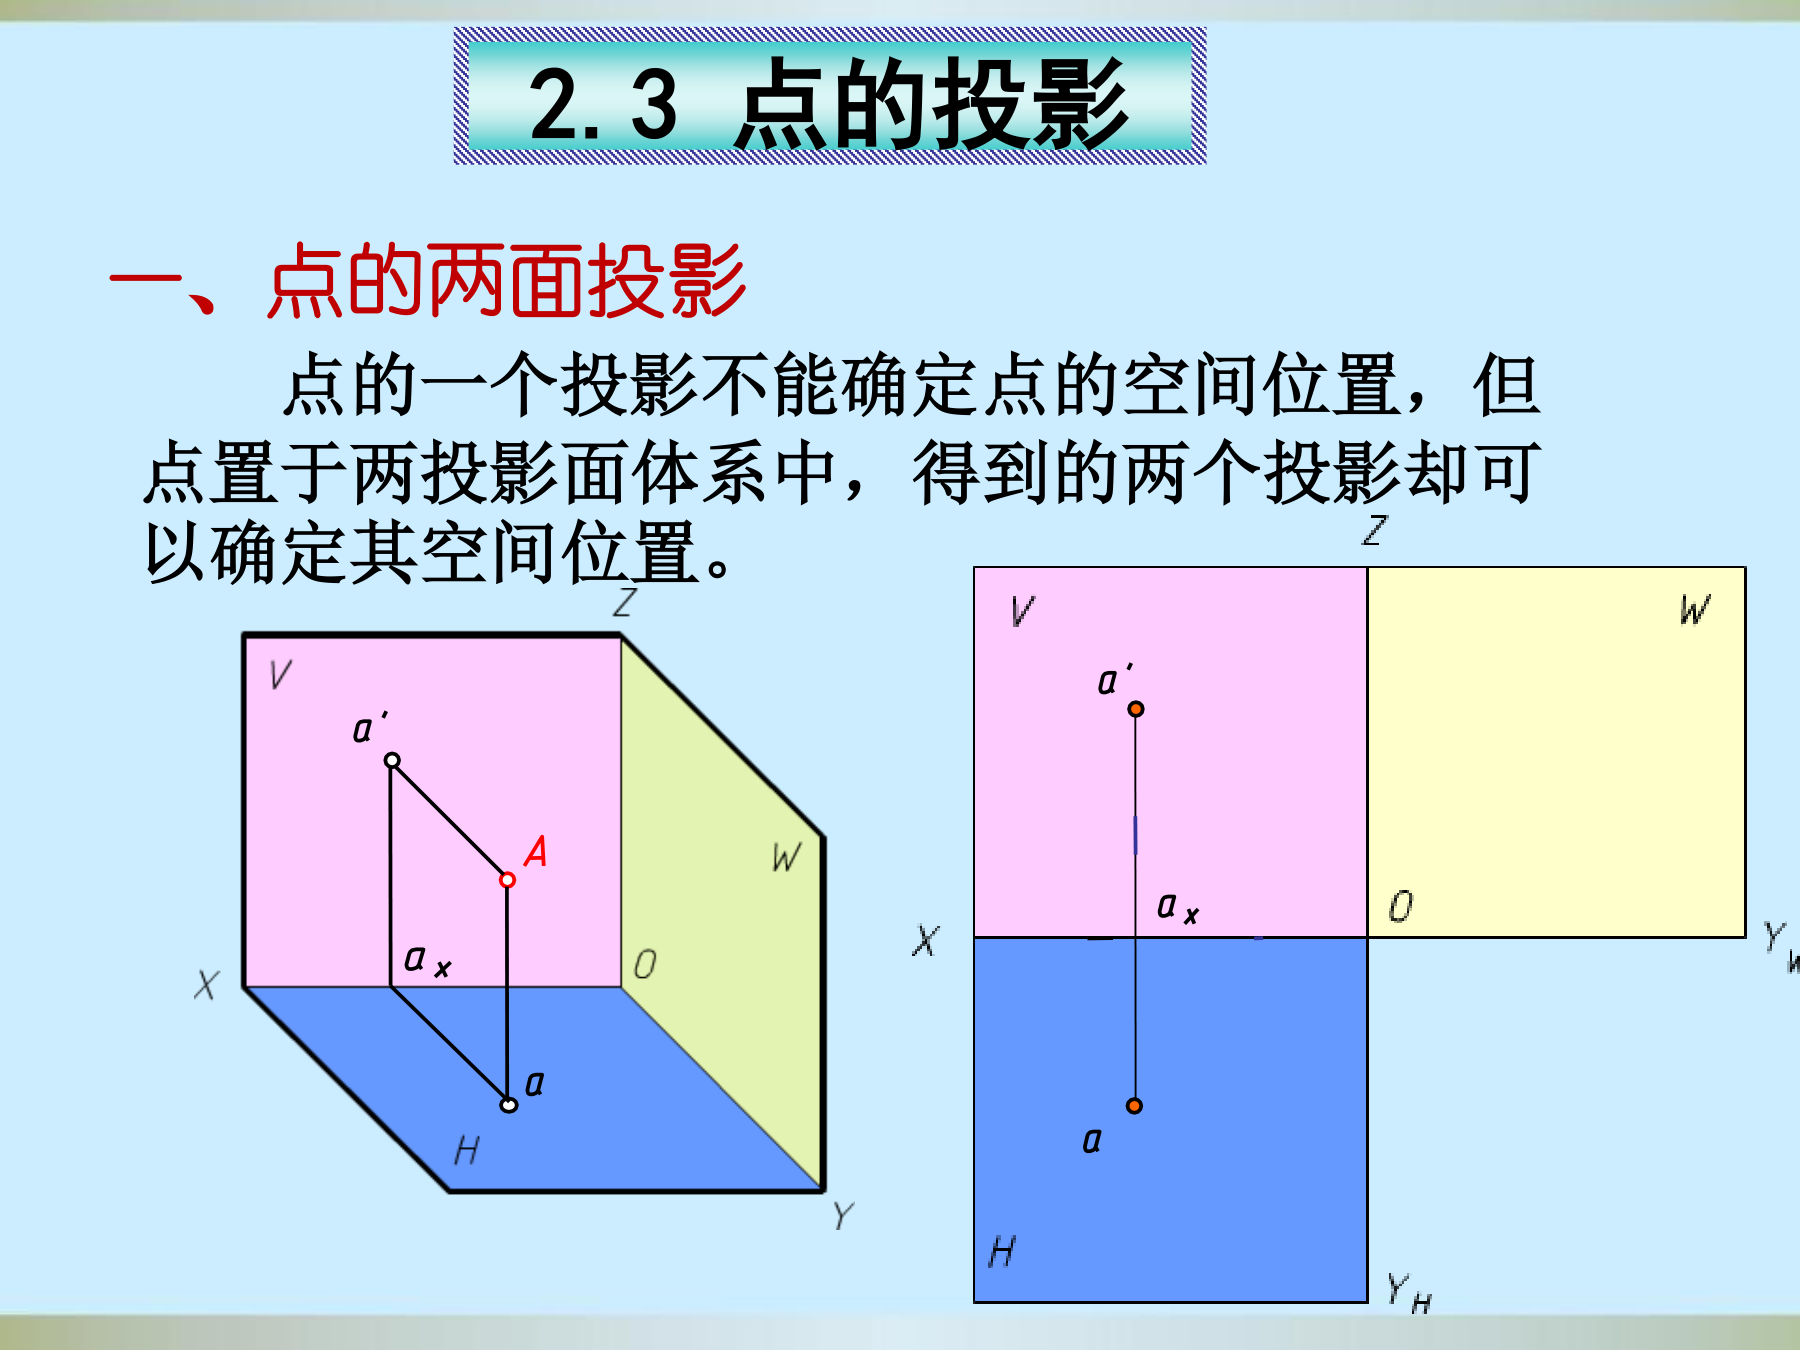 2.3 点的投影
一、点的两面投影
点的一个投影不能确定点的空间位置，但
点置于两投影面体系中，得到的两个投影却可
以确定其空间位置。
Z
V
a'
A
W
a x
O
X
a
H
Y
Z
V
W
a'
a x
O
X
Y W
a
H
Y H